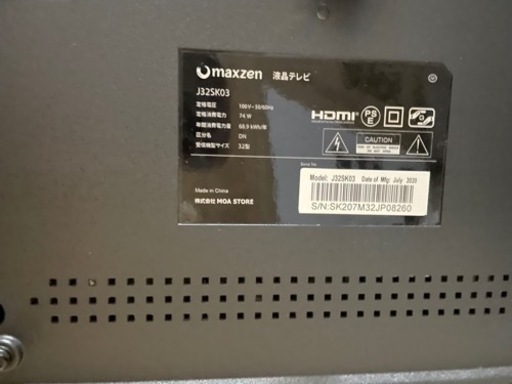 maxzen 液晶テレビ
J32SK03
定格電圧 100V~50/60Hz
定格消費電力 74 W
年間消費電力量 68.9 kWh/年
区分名 DN
受信機型サイズ 32型
HDMI
PS
E
CAUTION
Made in China
株式会社 MOA STORE
Serial No
Model: J32SK03 Date of Mfg: July 2020
S/N:SK207M32JP08260